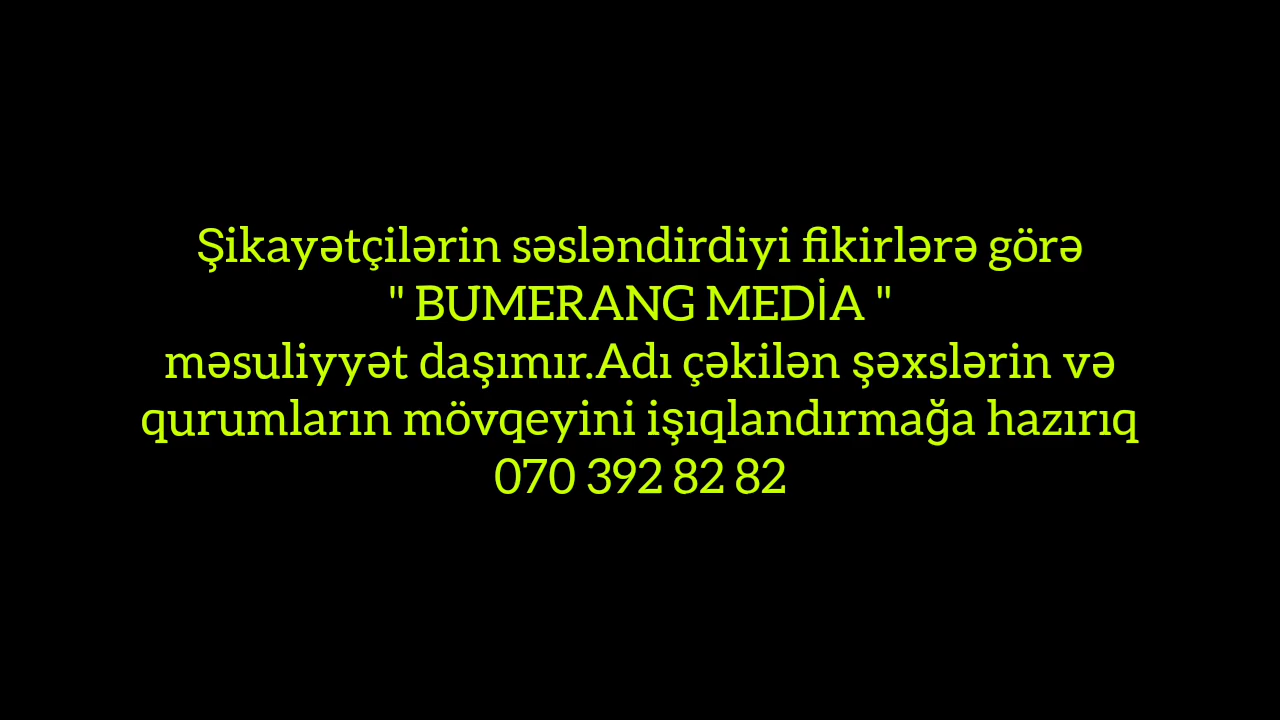 Şikayətçilərin səsləndirdiyi fikirlərə görə
" BUMERANG MEDİA "
məsuliyyət daşımır.Adı çəkilən şəxslərin və
qurumların mövqeyini işıqlandırmağa hazırıq
070 392 82 82